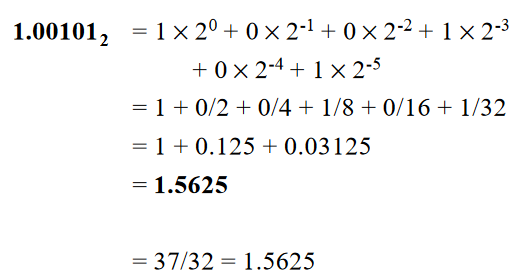 1.00101₂ = 1 × 2⁰ + 0 × 2⁻¹ + 0 × 2⁻² + 1 × 2⁻³
+ 0 × 2⁻⁴ + 1 × 2⁻⁵
= 1 + 0/2 + 0/4 + 1/8 + 0/16 + 1/32
= 1 + 0.125 + 0.03125
= 1.5625
= 37/32 = 1.5625